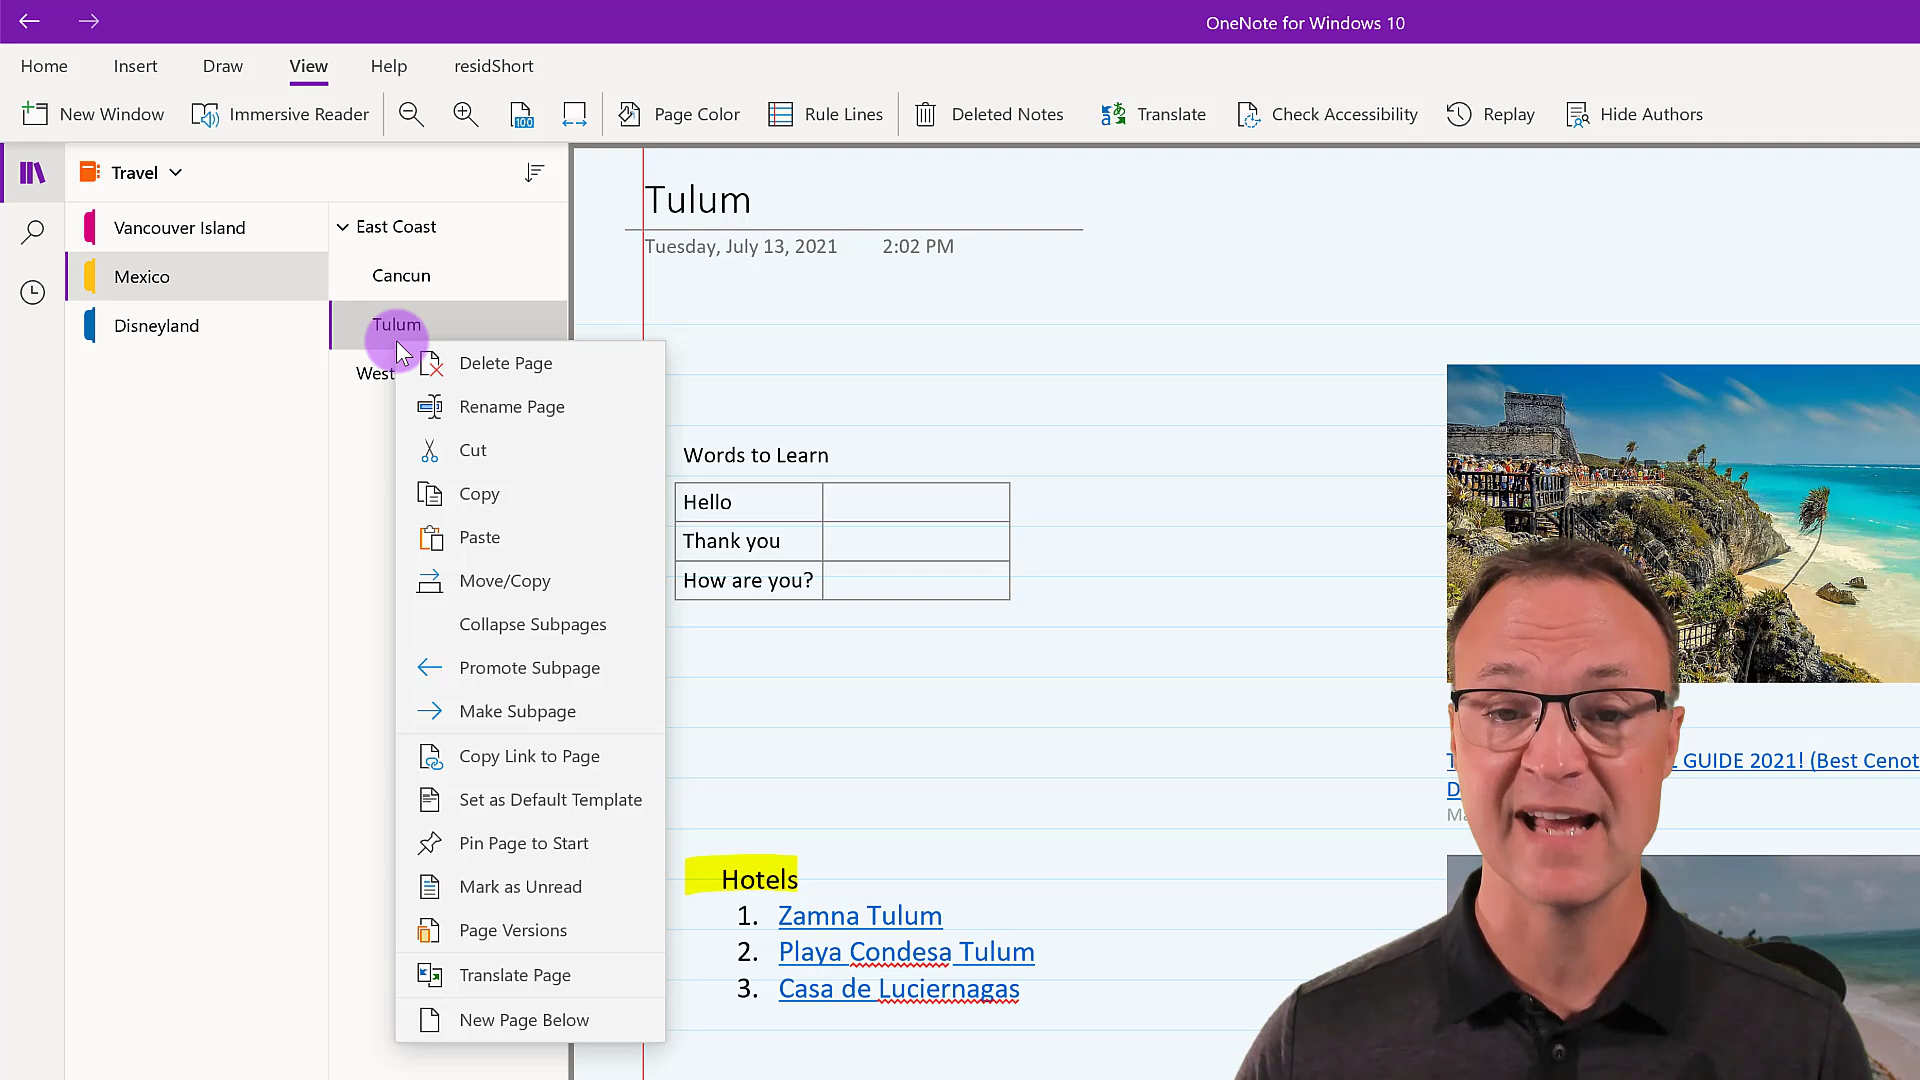 OneNote for Windows 10
Home Insert Draw View Help residShort
New Window Immersive Reader 100 Page Color Rule Lines Deleted Notes Translate Check Accessibility Replay Hide Authors
Travel
Vancouver Island
Mexico
Disneyland
East Coast
Cancun
Tulum
West
Delete Page
Rename Page
Cut
Copy
Paste
Move/Copy
Collapse Subpages
Promote Subpage
Make Subpage
Copy Link to Page
Set as Default Template
Pin Page to Start
Mark as Unread
Page Versions
Translate Page
New Page Below
Tulum
Tuesday, July 13, 2021 2:02 PM
Words to Learn
Hello
Thank you
How are you?
Hotels
1. Zamna Tulum
2. Playa Condesa Tulum
3. Casa de Luciernagas
GUIDE 2021! (Best Cenot